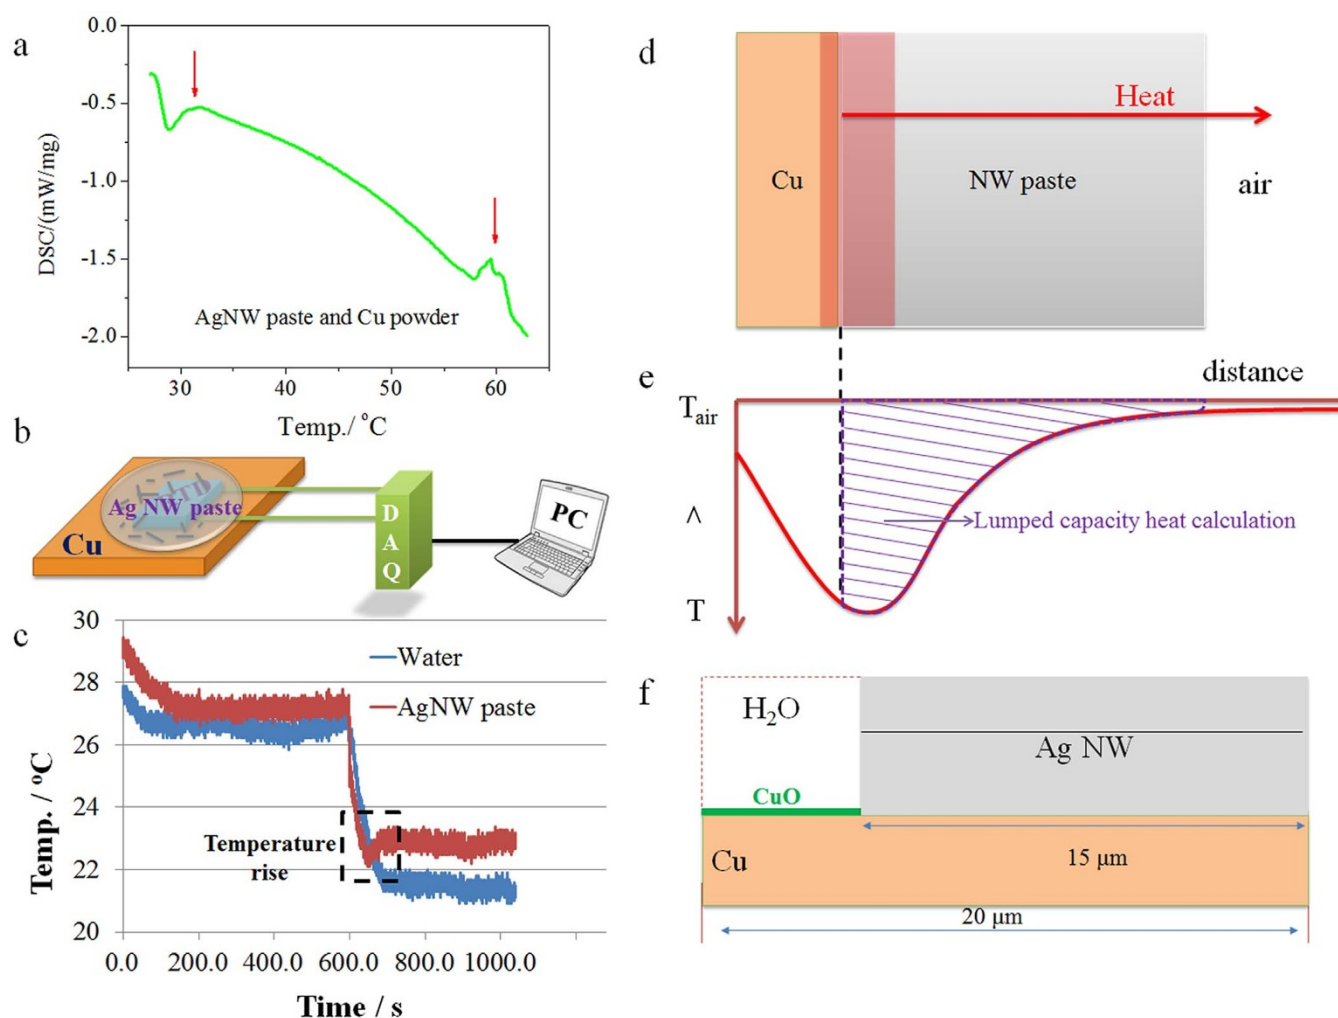 a
0.0
-0.5
-1.0
-1.5
-2.0
DSC/(mW/mg)
AgNW paste and Cu powder
30
40
50
60
Temp./ °C
b
RTD
Ag NW paste
Cu
D
A
Q
PC
c
30
28
26
24
22
20
Temp. / °C
Water
AgNW paste
Temperature
rise
0.0
200.0
400.0
600.0
800.0
1000.0
Time / s
d
Heat
Cu
NW paste
air
e
distance
T_air
^
Lumped capacity heat calculation
T
f
H₂O
Ag NW
CuO
Cu
15 μm
20 μm